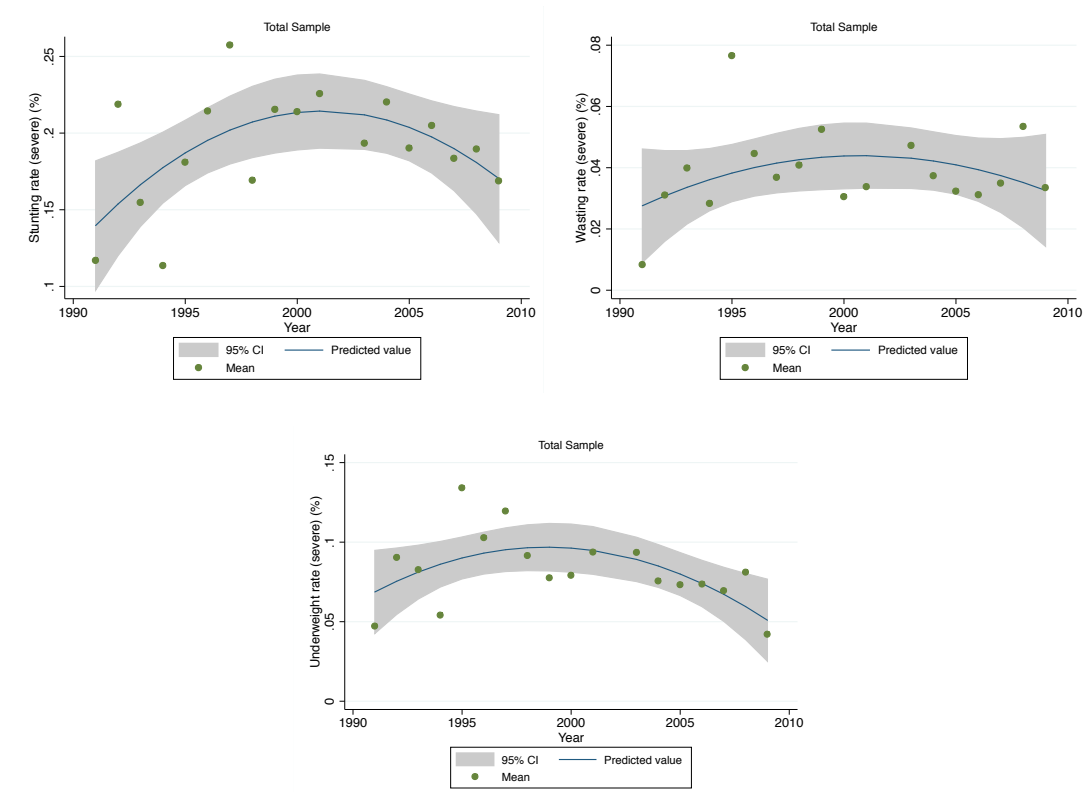 Total Sample
Stunting rate (severe) (%)
.25
.2
.15
.1
1990 1995 2000 2005 2010
Year
95% CI Predicted value
Mean
Total Sample
Wasting rate (severe) (%)
.08
.06
.04
.02
0
1990 1995 2000 2005 2010
Year
95% CI Predicted value
Mean
Total Sample
Underweight rate (severe) (%)
.15
.1
.05
0
1990 1995 2000 2005 2010
Year
95% CI Predicted value
Mean